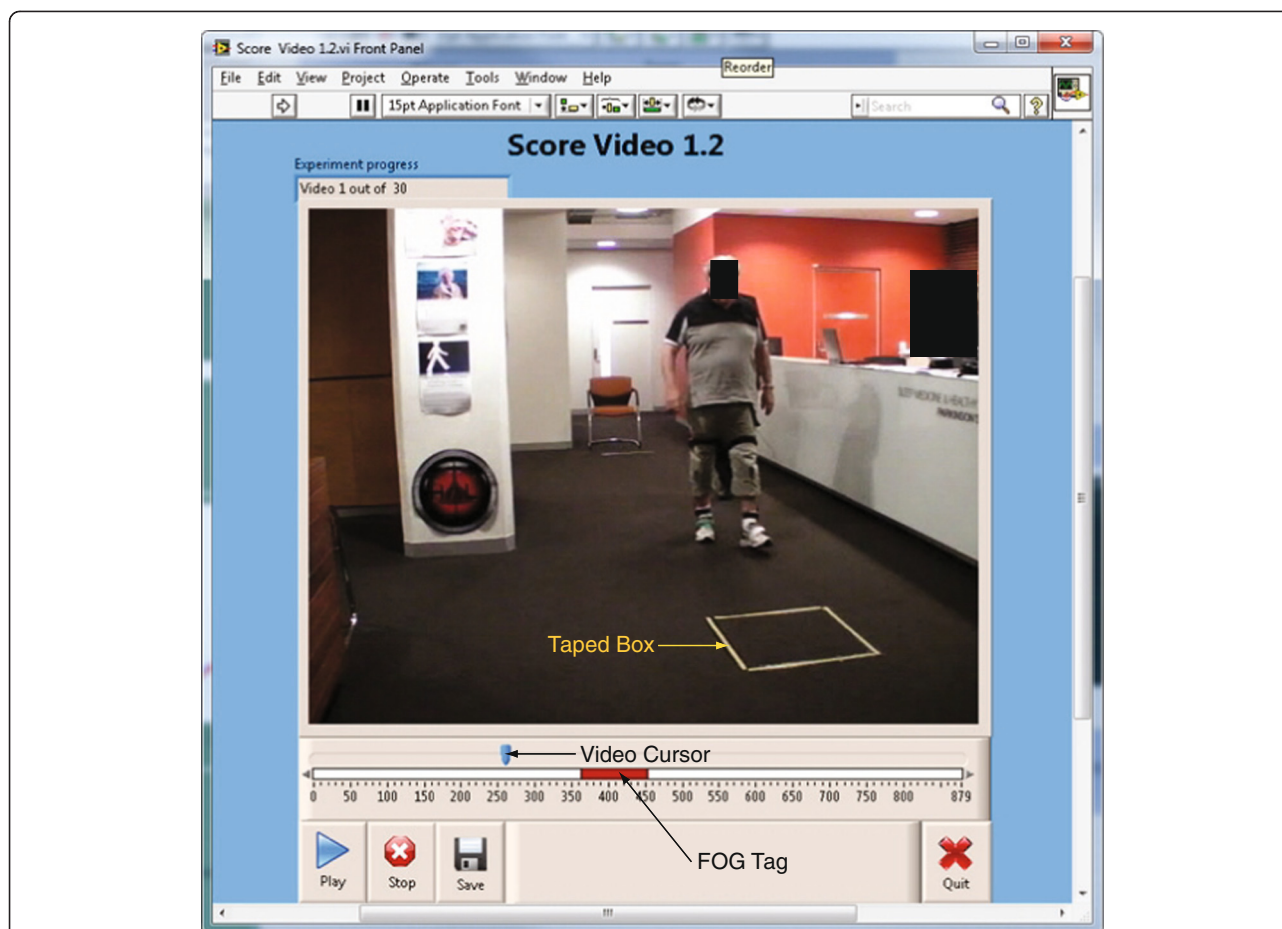 Score Video 1.2.vi Front Panel
Reorder
File Edit View Project Operate Tools Window Help
15pt Application Font
Search
?
Score Video 1.2
Experiment progress
Video 1 out of 30
PARKINSON'S
Taped Box
Video Cursor
0 50 100 150 200 250 300 350 400 450 500 550 600 650 700 750 800 879
FOG Tag
Play Stop Save Quit